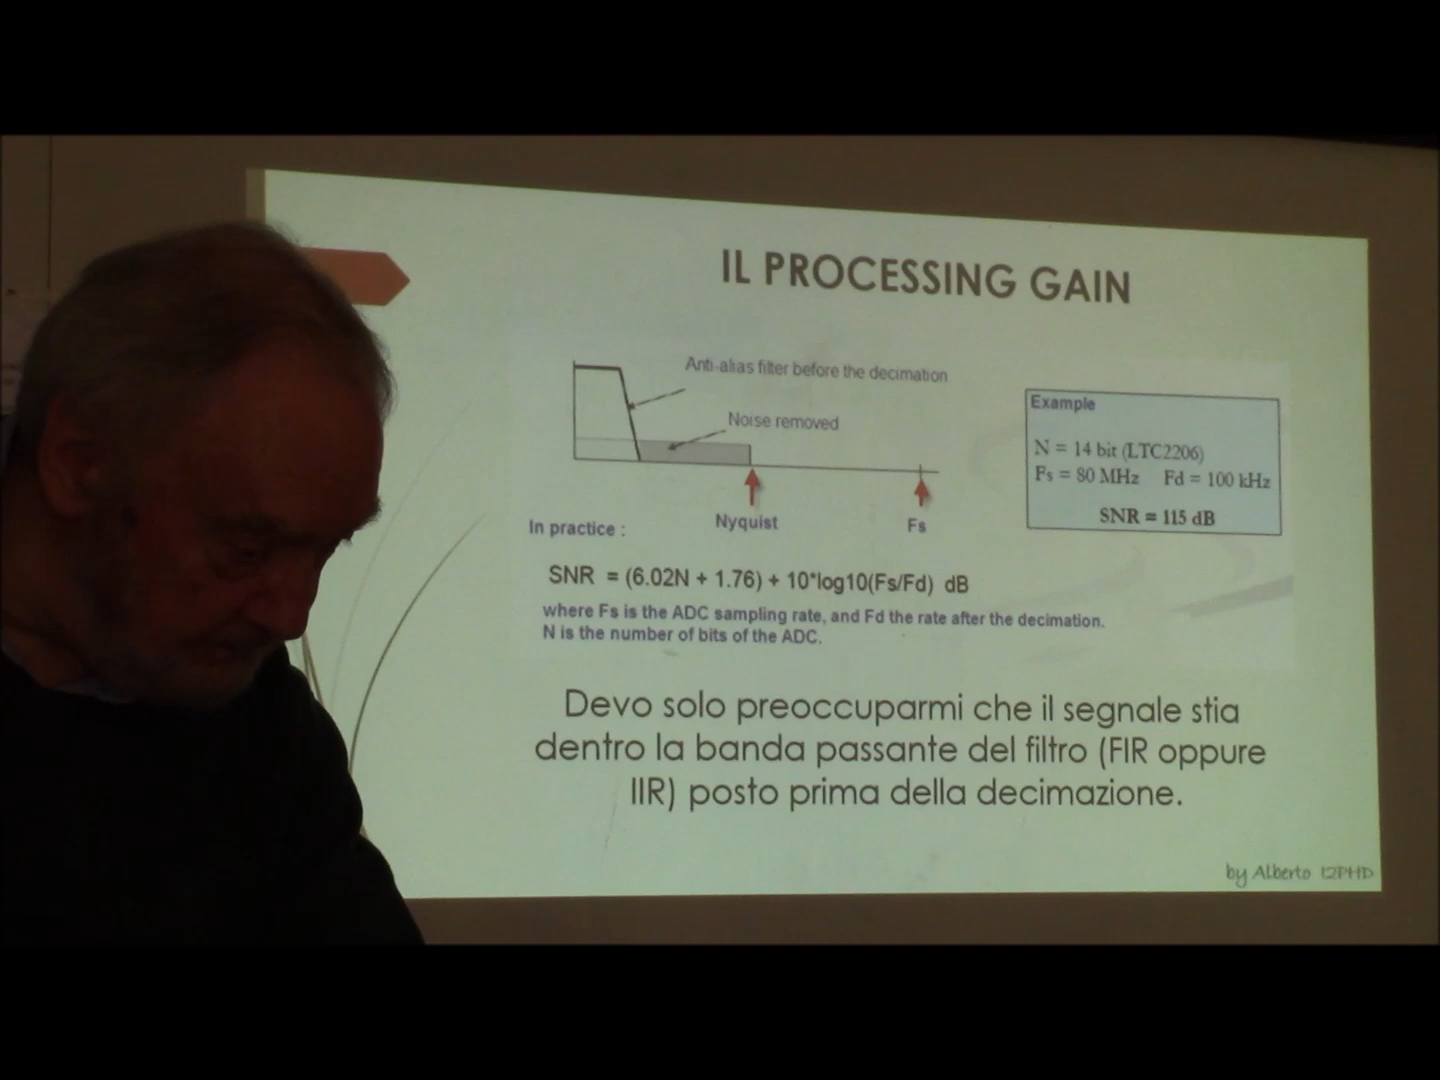 IL PROCESSING GAIN
Anti-alias filter before the decimation
Noise removed
Nyquist
Fs
Example
N = 14 bit (LTC2206)
Fs = 80 MHz Fd = 100 kHz
SNR = 115 dB
In practice :
SNR = (6.02N + 1.76) + 10*log10(Fs/Fd) dB
where Fs is the ADC sampling rate, and Fd the rate after the decimation.
N is the number of bits of the ADC.
Devo solo preoccuparmi che il segnale stia
dentro la banda passante del filtro (FIR oppure
IIR) posto prima della decimazione.
by Alberto I2PHD